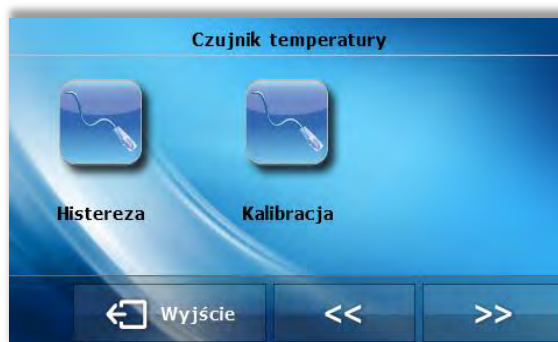 Czujnik temperatury
Histereza Kalibracja
Wyjście << >>